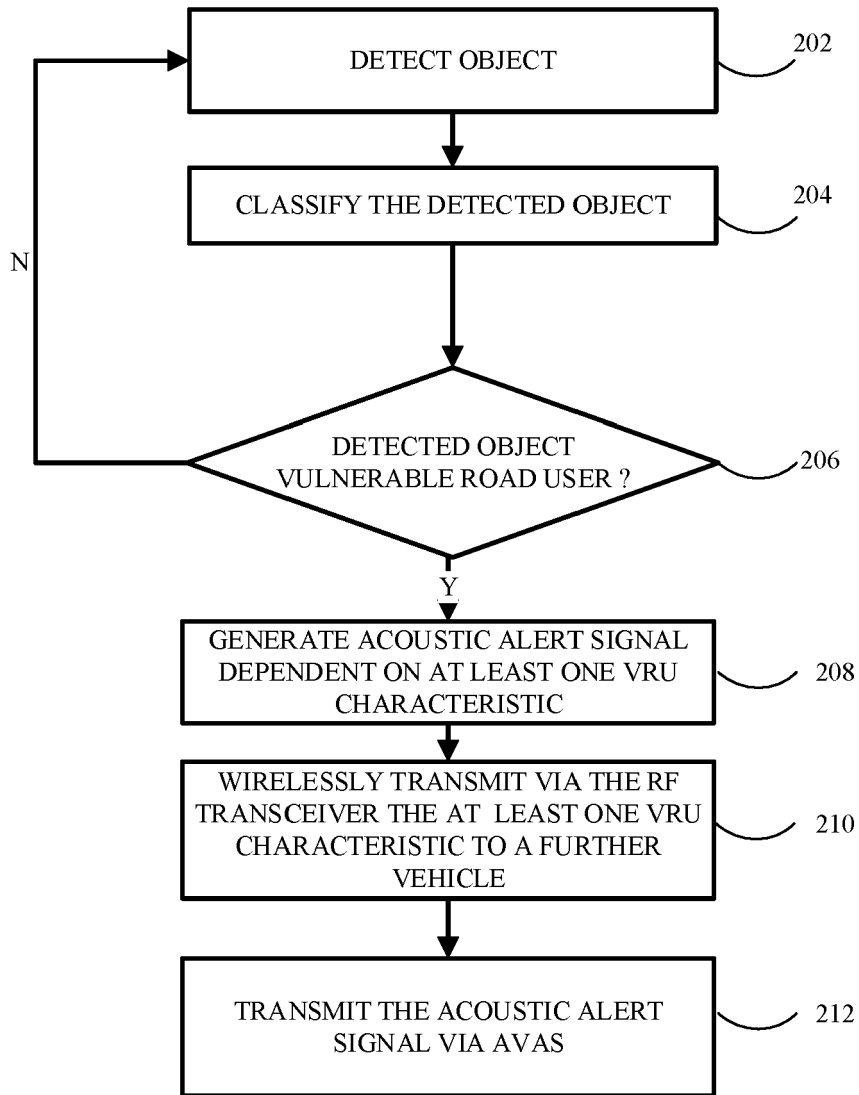 DETECT OBJECT
202
CLASSIFY THE DETECTED OBJECT
204
N
DETECTED OBJECT
VULNERABLE ROAD USER ?
206
Y
GENERATE ACOUSTIC ALERT SIGNAL
DEPENDENT ON AT LEAST ONE VRU
CHARACTERISTIC
208
WIRELESSLY TRANSMIT VIA THE RF
TRANSCEIVER THE AT LEAST ONE VRU
CHARACTERISTIC TO A FURTHER
VEHICLE
210
TRANSMIT THE ACOUSTIC ALERT
SIGNAL VIA AVAS
212